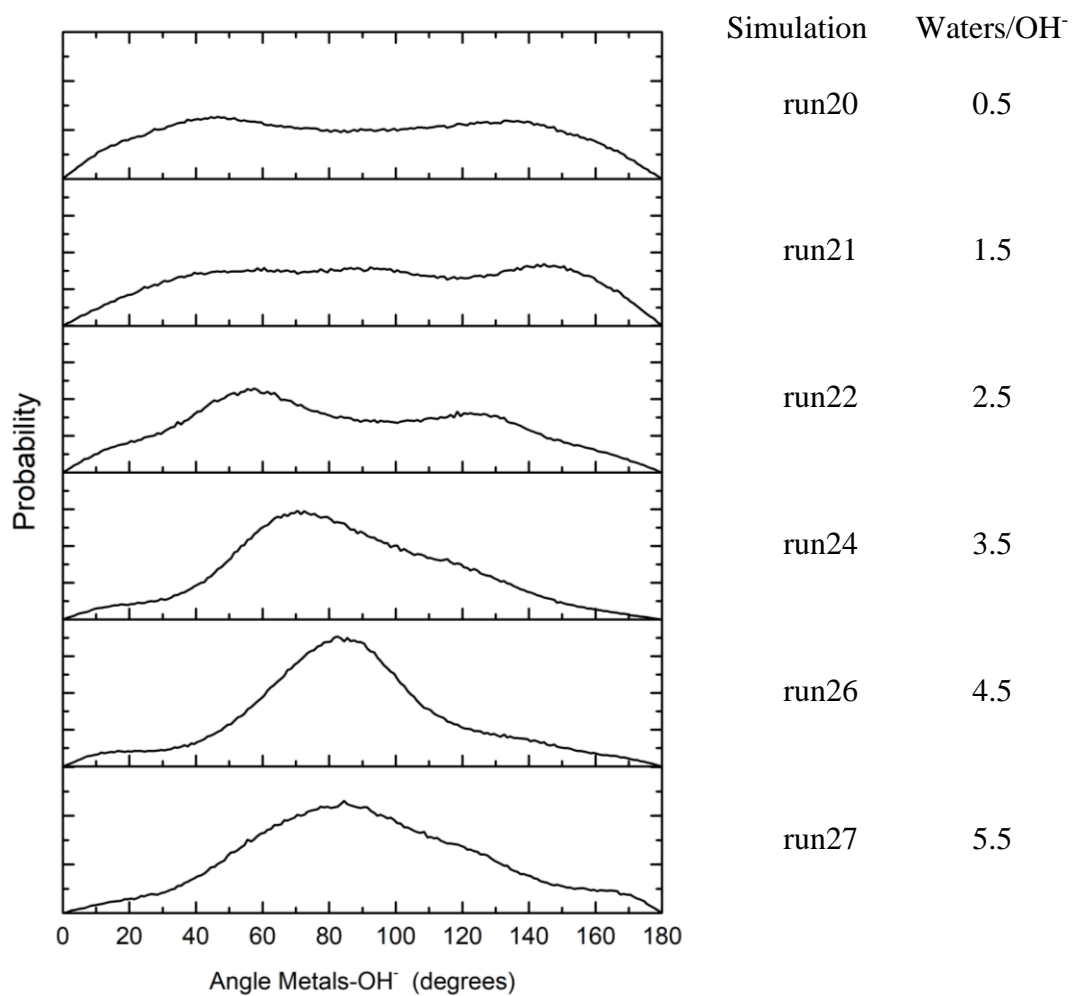 Simulation Waters/OH⁻
run20 0.5
run21 1.5
run22 2.5
run24 3.5
run26 4.5
run27 5.5
Probability
0 20 40 60 80 100 120 140 160 180
Angle Metals-OH⁻ (degrees)